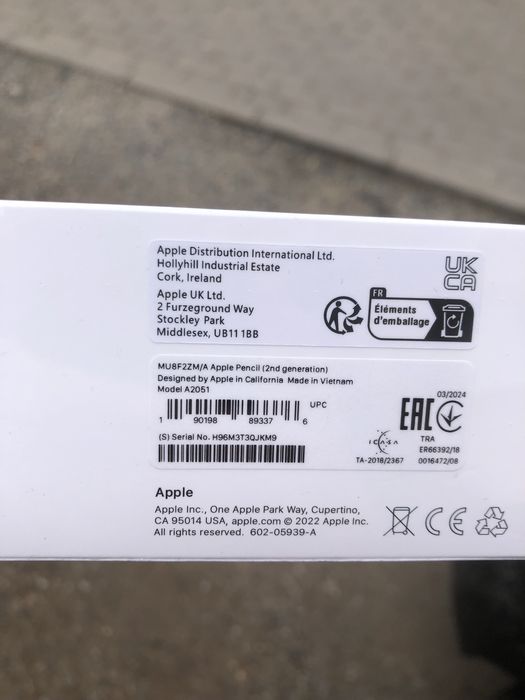 Apple Distribution International Ltd.
Hollyhill Industrial Estate
Cork, Ireland
Apple UK Ltd.
2 Furzeground Way
Stockley Park
Middlesex, UB11 1BB
FR
Éléments
d'emballage
UK
CA
MU8F2ZM/A Apple Pencil (2nd generation)
Designed by Apple in California Made in Vietnam
Model A2051
UPC
1 90198 89337 6
(S) Serial No. H96M3T3QJKM9
03/2024
EAC
ICASA
TA-2018/2367
TRA
ER66392/18
0016472/08
Apple
Apple Inc., One Apple Park Way, Cupertino,
CA 95014 USA, apple.com © 2022 Apple Inc.
All rights reserved. 602-05939-A
CE